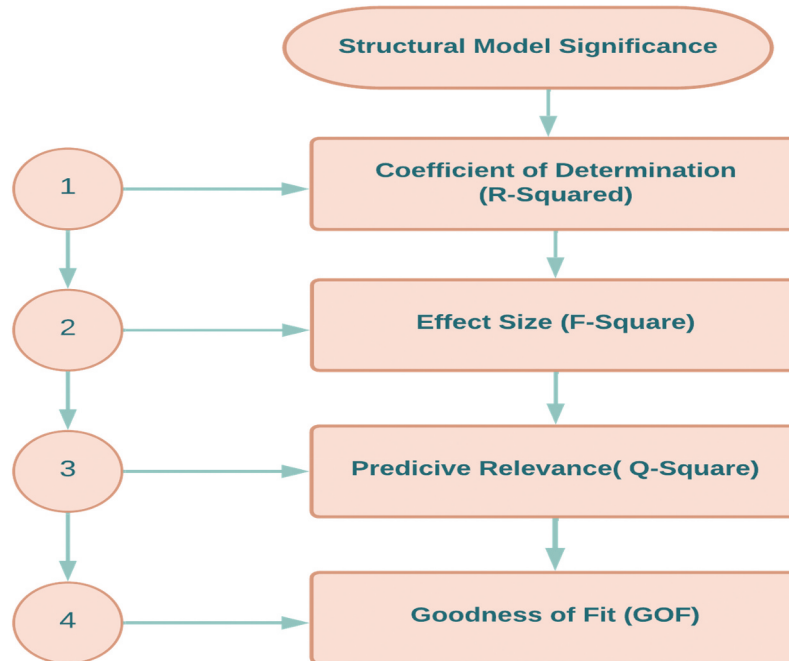 Structural Model Significance
1
Coefficient of Determination
(R-Squared)
2
Effect Size (F-Square)
3
Predicive Relevance( Q-Square)
4
Goodness of Fit (GOF)